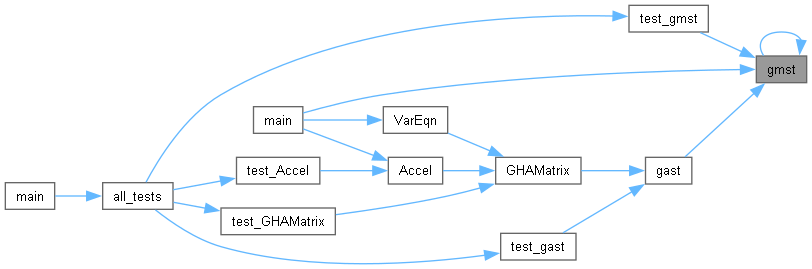 test_gmst
gmst
main
VarEqn
test_Accel
Accel
GHAMatrix
gast
main
all_tests
test_GHAMatrix
test_gast